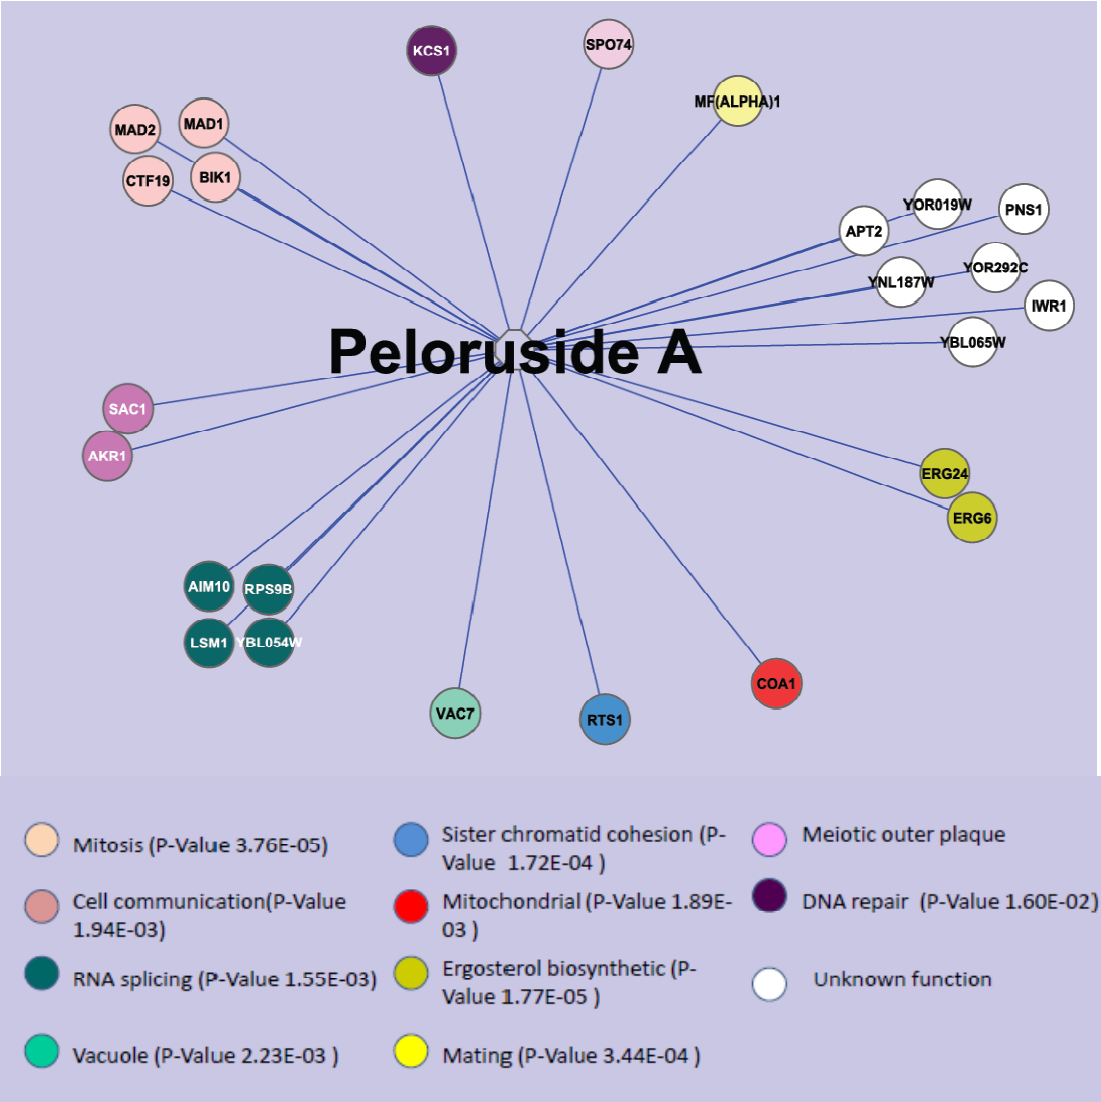 KCS1
SPO74
MF(ALPHA)1
MAD2
MAD1
CTF19
BIK1
YOR019W
PNS1
APT2
YNL187W
YOR292C
IWR1
YBL065W
Peloruside A
SAC1
AKR1
ERG24
ERG6
AIM10
RPS9B
LSM1
YBL054W
VAC7
RTS1
COA1
Mitosis (P-Value 3.76E-05)
Cell communication(P-Value
1.94E-03)
RNA splicing (P-Value 1.55E-03)
Vacuole (P-Value 2.23E-03 )
Sister chromatid cohesion (P-
Value 1.72E-04 )
Mitochondrial (P-Value 1.89E-
03 )
Ergosterol biosynthetic (P-
Value 1.77E-05 )
Mating (P-Value 3.44E-04 )
Meiotic outer plaque
DNA repair (P-Value 1.60E-02)
Unknown function